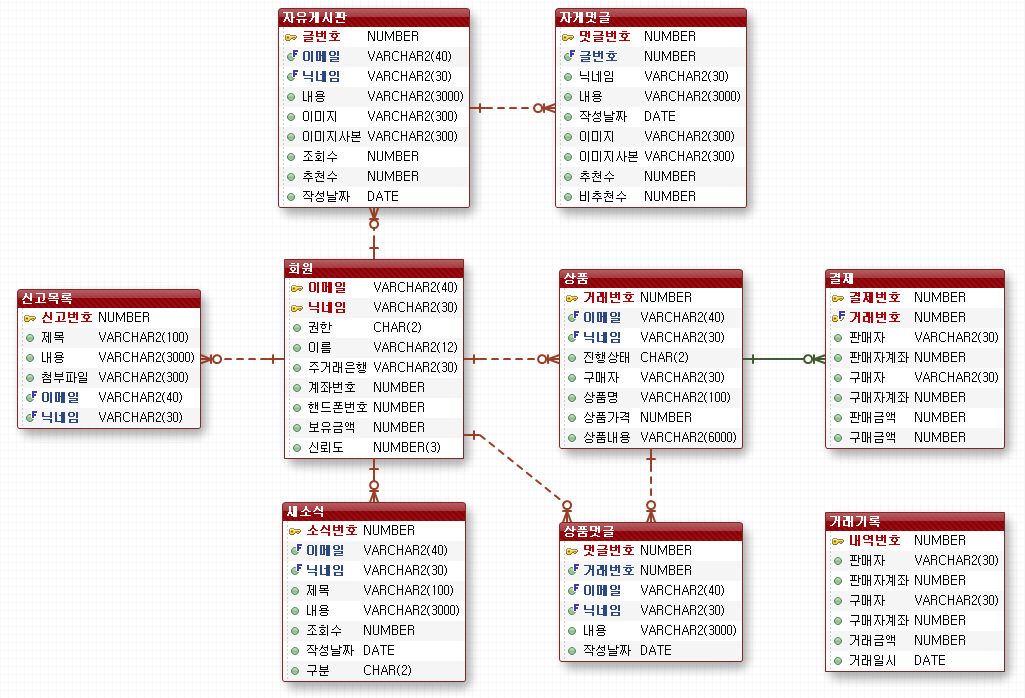 자유게시판
글번호 NUMBER
이메일 VARCHAR2(40)
닉네임 VARCHAR2(30)
내용 VARCHAR2(3000)
이미지 VARCHAR2(300)
이미지사본 VARCHAR2(300)
조회수 NUMBER
추천수 NUMBER
작성날짜 DATE
자게댓글
댓글번호 NUMBER
글번호 NUMBER
닉네임 VARCHAR2(30)
내용 VARCHAR2(3000)
작성날짜 DATE
이미지 VARCHAR2(300)
이미지사본 VARCHAR2(300)
추천수 NUMBER
비추천수 NUMBER
신고목록
신고번호 NUMBER
제목 VARCHAR2(100)
내용 VARCHAR2(3000)
첨부파일 VARCHAR2(300)
이메일 VARCHAR2(40)
닉네임 VARCHAR2(30)
회원
이메일 VARCHAR2(40)
닉네임 VARCHAR2(30)
권한 CHAR(2)
이름 VARCHAR2(12)
주거래은행 VARCHAR2(30)
계좌번호 NUMBER
핸드폰번호 NUMBER
보유금액 NUMBER
신뢰도 NUMBER(3)
상품
거래번호 NUMBER
이메일 VARCHAR2(40)
닉네임 VARCHAR2(30)
진행상태 CHAR(2)
구매자 VARCHAR2(30)
상품명 VARCHAR2(100)
상품가격 NUMBER
상품내용 VARCHAR2(6000)
결제
결제번호 NUMBER
거래번호 NUMBER
판매자 VARCHAR2(30)
판매자계좌 NUMBER
구매자 VARCHAR2(30)
구매자계좌 NUMBER
판매금액 NUMBER
구매금액 NUMBER
새소식
소식번호 NUMBER
이메일 VARCHAR2(40)
닉네임 VARCHAR2(30)
제목 VARCHAR2(100)
내용 VARCHAR2(3000)
조회수 NUMBER
작성날짜 DATE
구분 CHAR(2)
상품댓글
댓글번호 NUMBER
거래번호 NUMBER
이메일 VARCHAR2(40)
닉네임 VARCHAR2(30)
내용 VARCHAR2(3000)
작성날짜 DATE
거래기록
내역번호 NUMBER
판매자 VARCHAR2(30)
판매자계좌 NUMBER
구매자 VARCHAR2(30)
구매자계좌 NUMBER
거래금액 NUMBER
거래일시 DATE